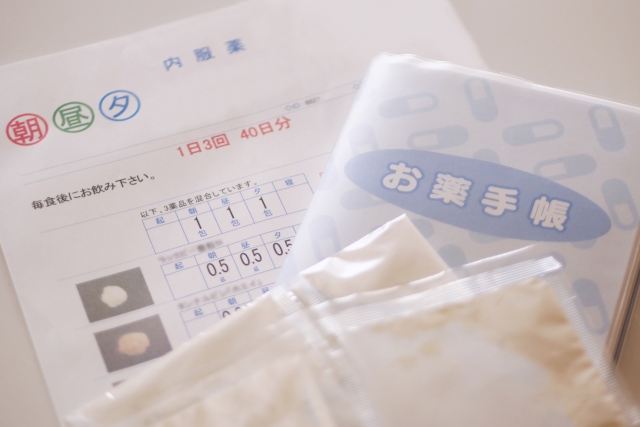 内服薬
朝 昼 夕
1日3回 40日分
毎食後にお飲み下さい。
以下、3薬品を混合しています。
起 朝 昼 夕 寝
1包 1包 1包
起 朝 昼 夕
0.5 0.5 0.5
起 朝 昼
お薬手帳